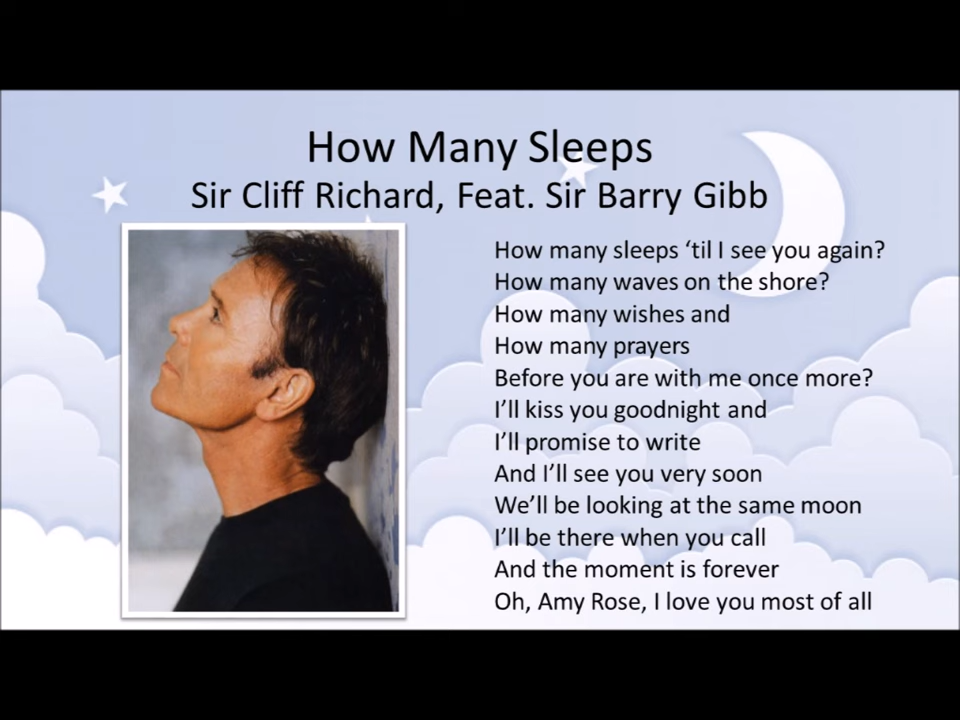 How Many Sleeps
Sir Cliff Richard, Feat. Sir Barry Gibb
How many sleeps ‘til I see you again?
How many waves on the shore?
How many wishes and
How many prayers
Before you are with me once more?
I’ll kiss you goodnight and
I’ll promise to write
And I’ll see you very soon
We’ll be looking at the same moon
I’ll be there when you call
And the moment is forever
Oh, Amy Rose, I love you most of all